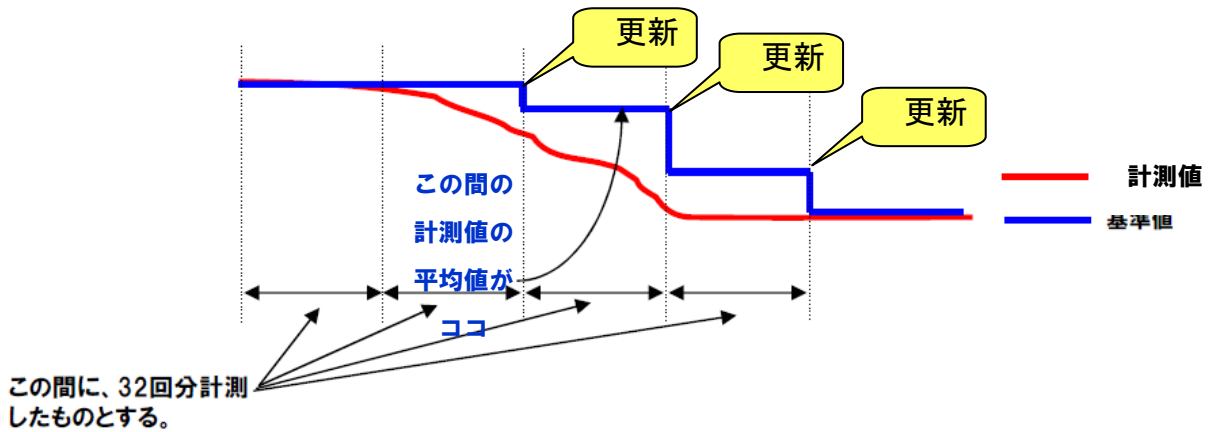 更新
更新
更新
この間の
計測値の
平均値が
ココ
計測値
基準値
この間に、32回分計測
したものとする。